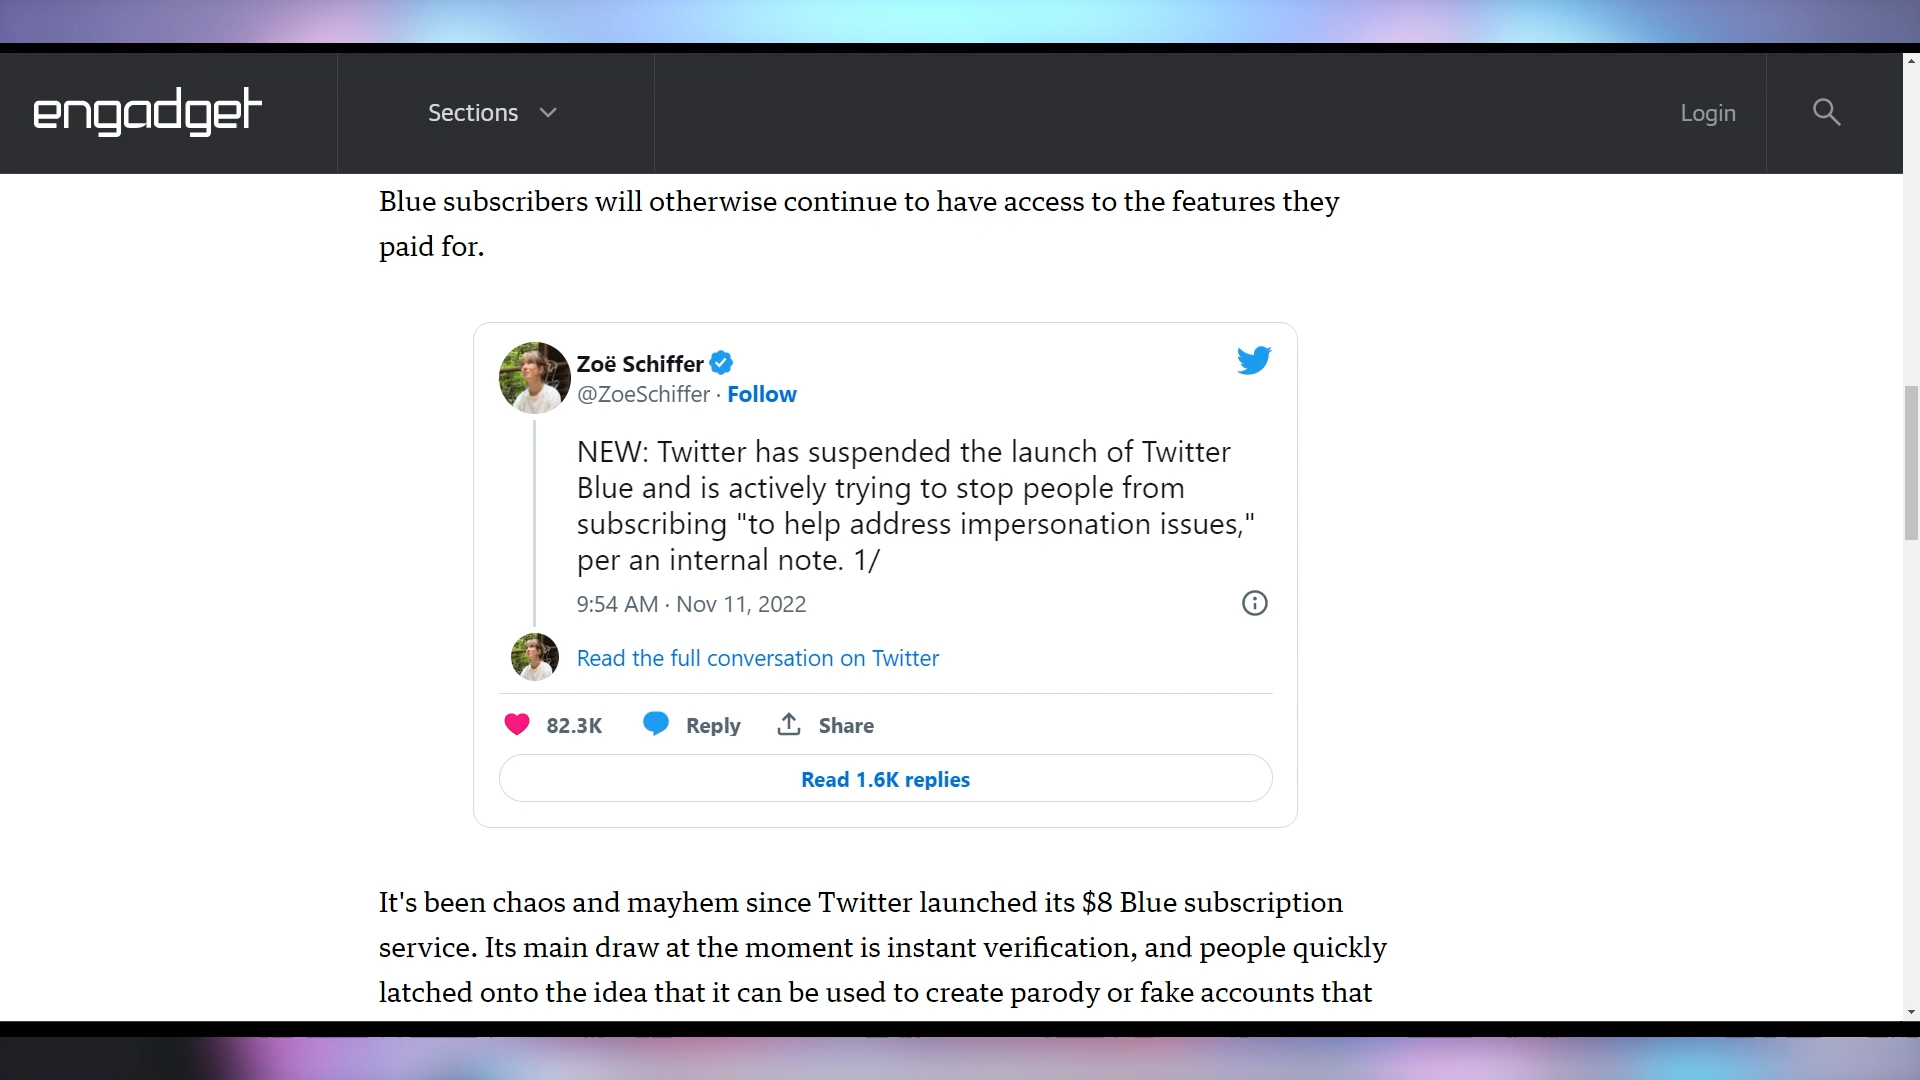 engadget
Sections
Login
Blue subscribers will otherwise continue to have access to the features they
paid for.
Zoë Schiffer
@ZoeSchiffer · Follow
NEW: Twitter has suspended the launch of Twitter
Blue and is actively trying to stop people from
subscribing "to help address impersonation issues,"
per an internal note. 1/
9:54 AM · Nov 11, 2022
Read the full conversation on Twitter
82.3K Reply Share
Read 1.6K replies
It's been chaos and mayhem since Twitter launched its $8 Blue subscription
service. Its main draw at the moment is instant verification, and people quickly
latched onto the idea that it can be used to create parody or fake accounts that